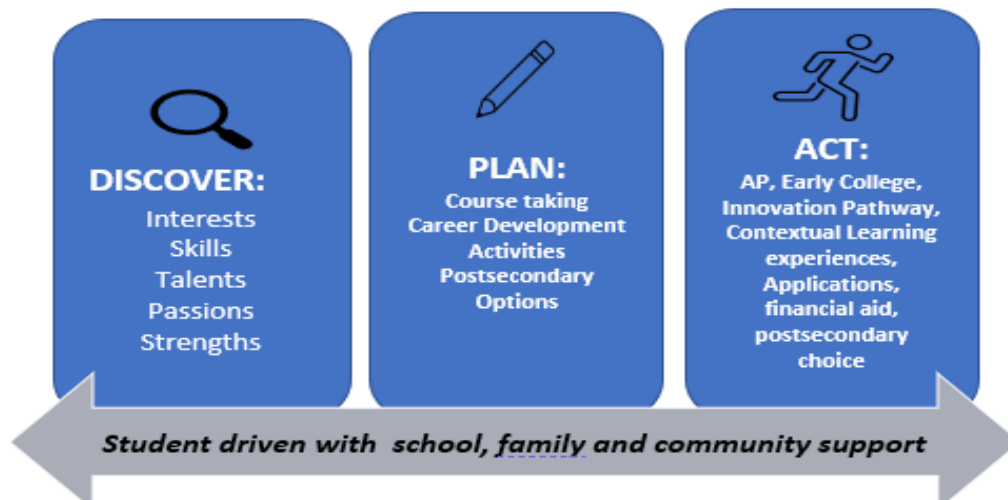 DISCOVER:
Interests
Skills
Talents
Passions
Strengths
PLAN:
Course taking
Career Development
Activities
Postsecondary
Options
ACT:
AP, Early College,
Innovation Pathway,
Contextual Learning
experiences,
Applications,
financial aid,
postsecondary
choice
Student driven with school, family and community support